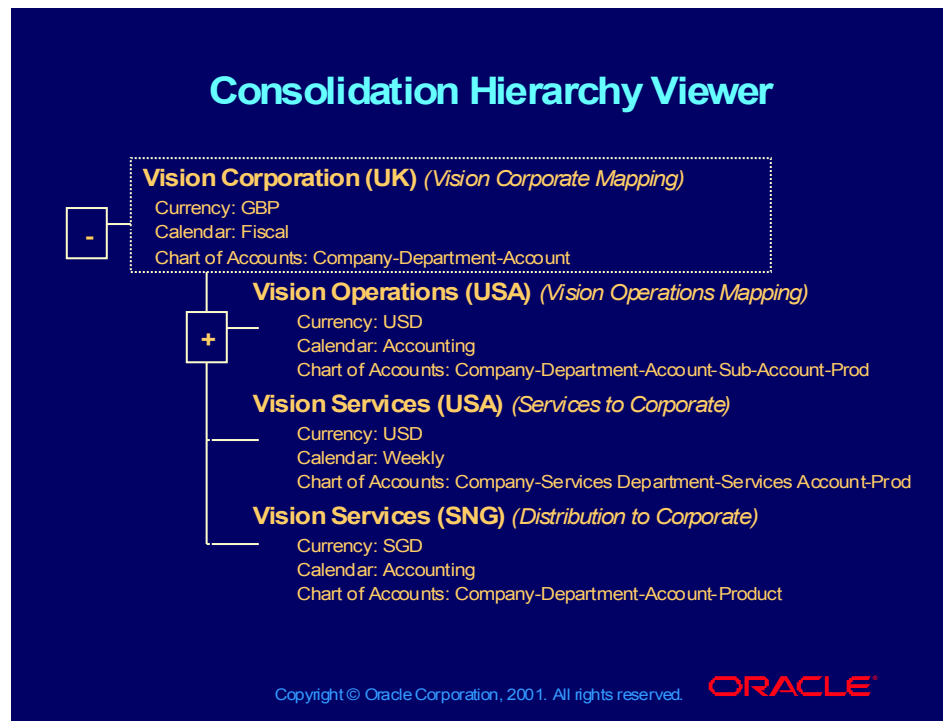 Consolidation Hierarchy Viewer
Vision Corporation (UK) (Vision Corporate Mapping)
Currency: GBP
-
Calendar: Fiscal
Chart of Accounts: Company-Department-Account
Vision Operations (USA) (Vision Operations Mapping)
Currency: USD
+
Calendar: Accounting
Chart of Accounts: Company-Department-Account-Sub-Account-Prod
Vision Services (USA) (Services to Corporate)
Currency: USD
Calendar: Weekly
Chart of Accounts: Company-Services Department-Services Account-Prod
Vision Services (SNG) (Distribution to Corporate)
Currency: SGD
Calendar: Accounting
Chart of Accounts: Company-Department-Account-Product
Copyright © Oracle Corporation, 2001. All rights reserved.
ORACLE